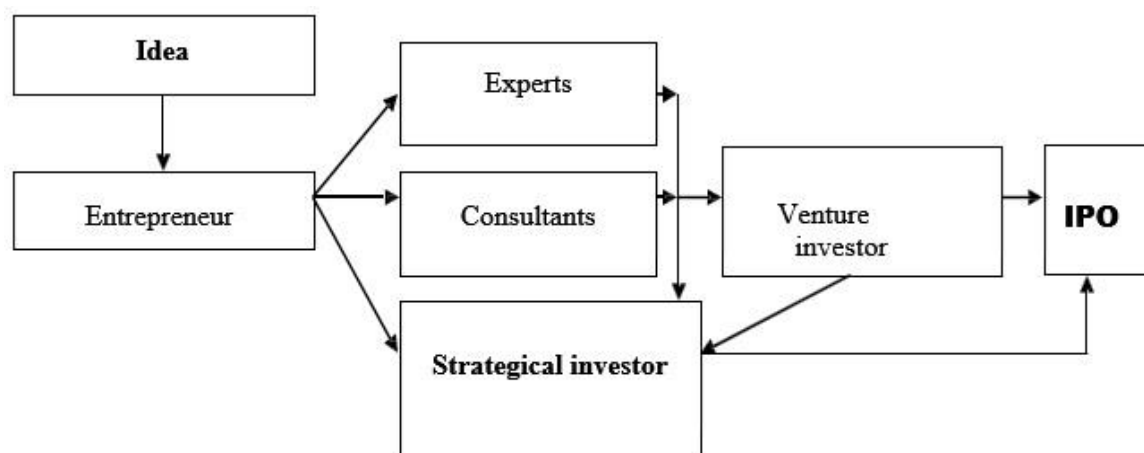 Idea
Experts
Entrepreneur
Consultants
Venture
investor
IPO
Strategical investor